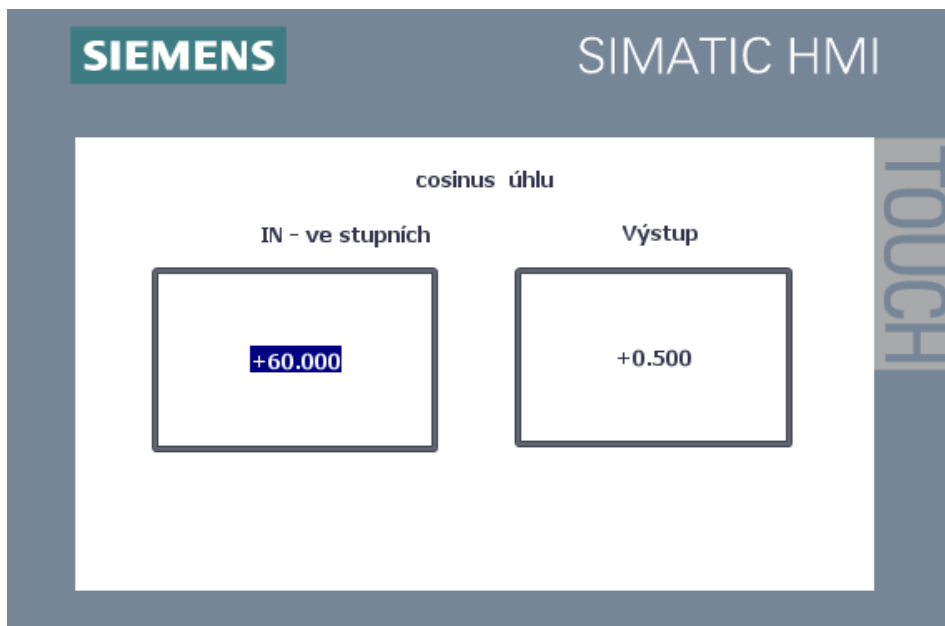 SIEMENS SIMATIC HMI
TOUCH
cosinus úhlu
IN - ve stupních Výstup
+60.000 +0.500